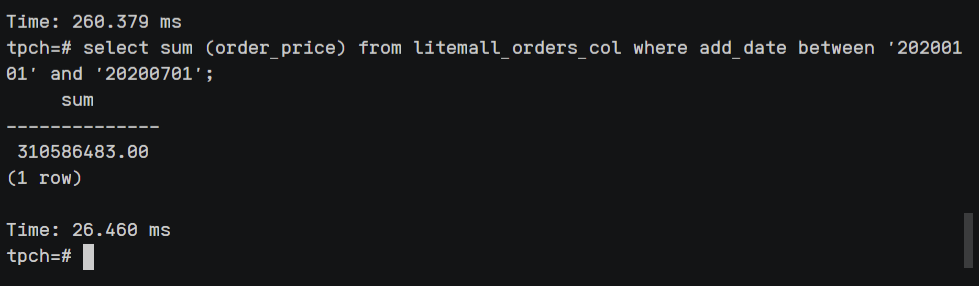 Time: 260.379 ms
tpch=# select sum (order_price) from litemall_orders_col where add_date between '202001
01' and '20200701';
     sum
--------------
 310586483.00
(1 row)

Time: 26.460 ms
tpch=#